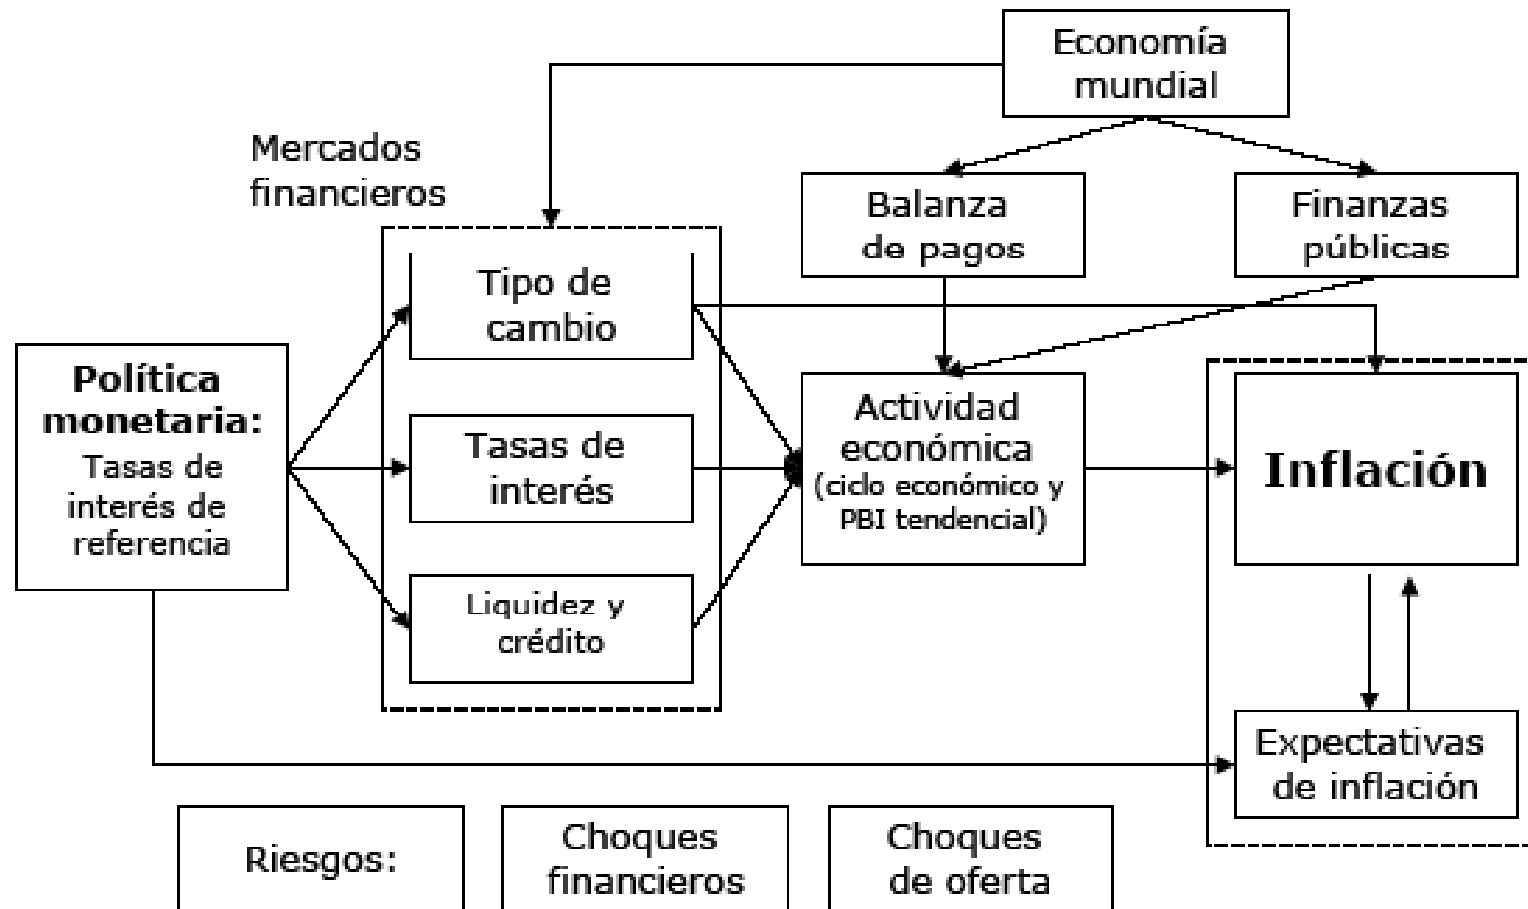 Economía
mundial
Mercados
financieros
Balanza
de pagos
Finanzas
públicas
Tipo de
cambio
Política
monetaria:
Tasas de
interés de
referencia
Tasas de
interés
Actividad
económica
(ciclo económico y
PBI tendencial)
Inflación
Liquidez y
crédito
Expectativas
de inflación
Riesgos:
Choques
financieros
Choques
de oferta